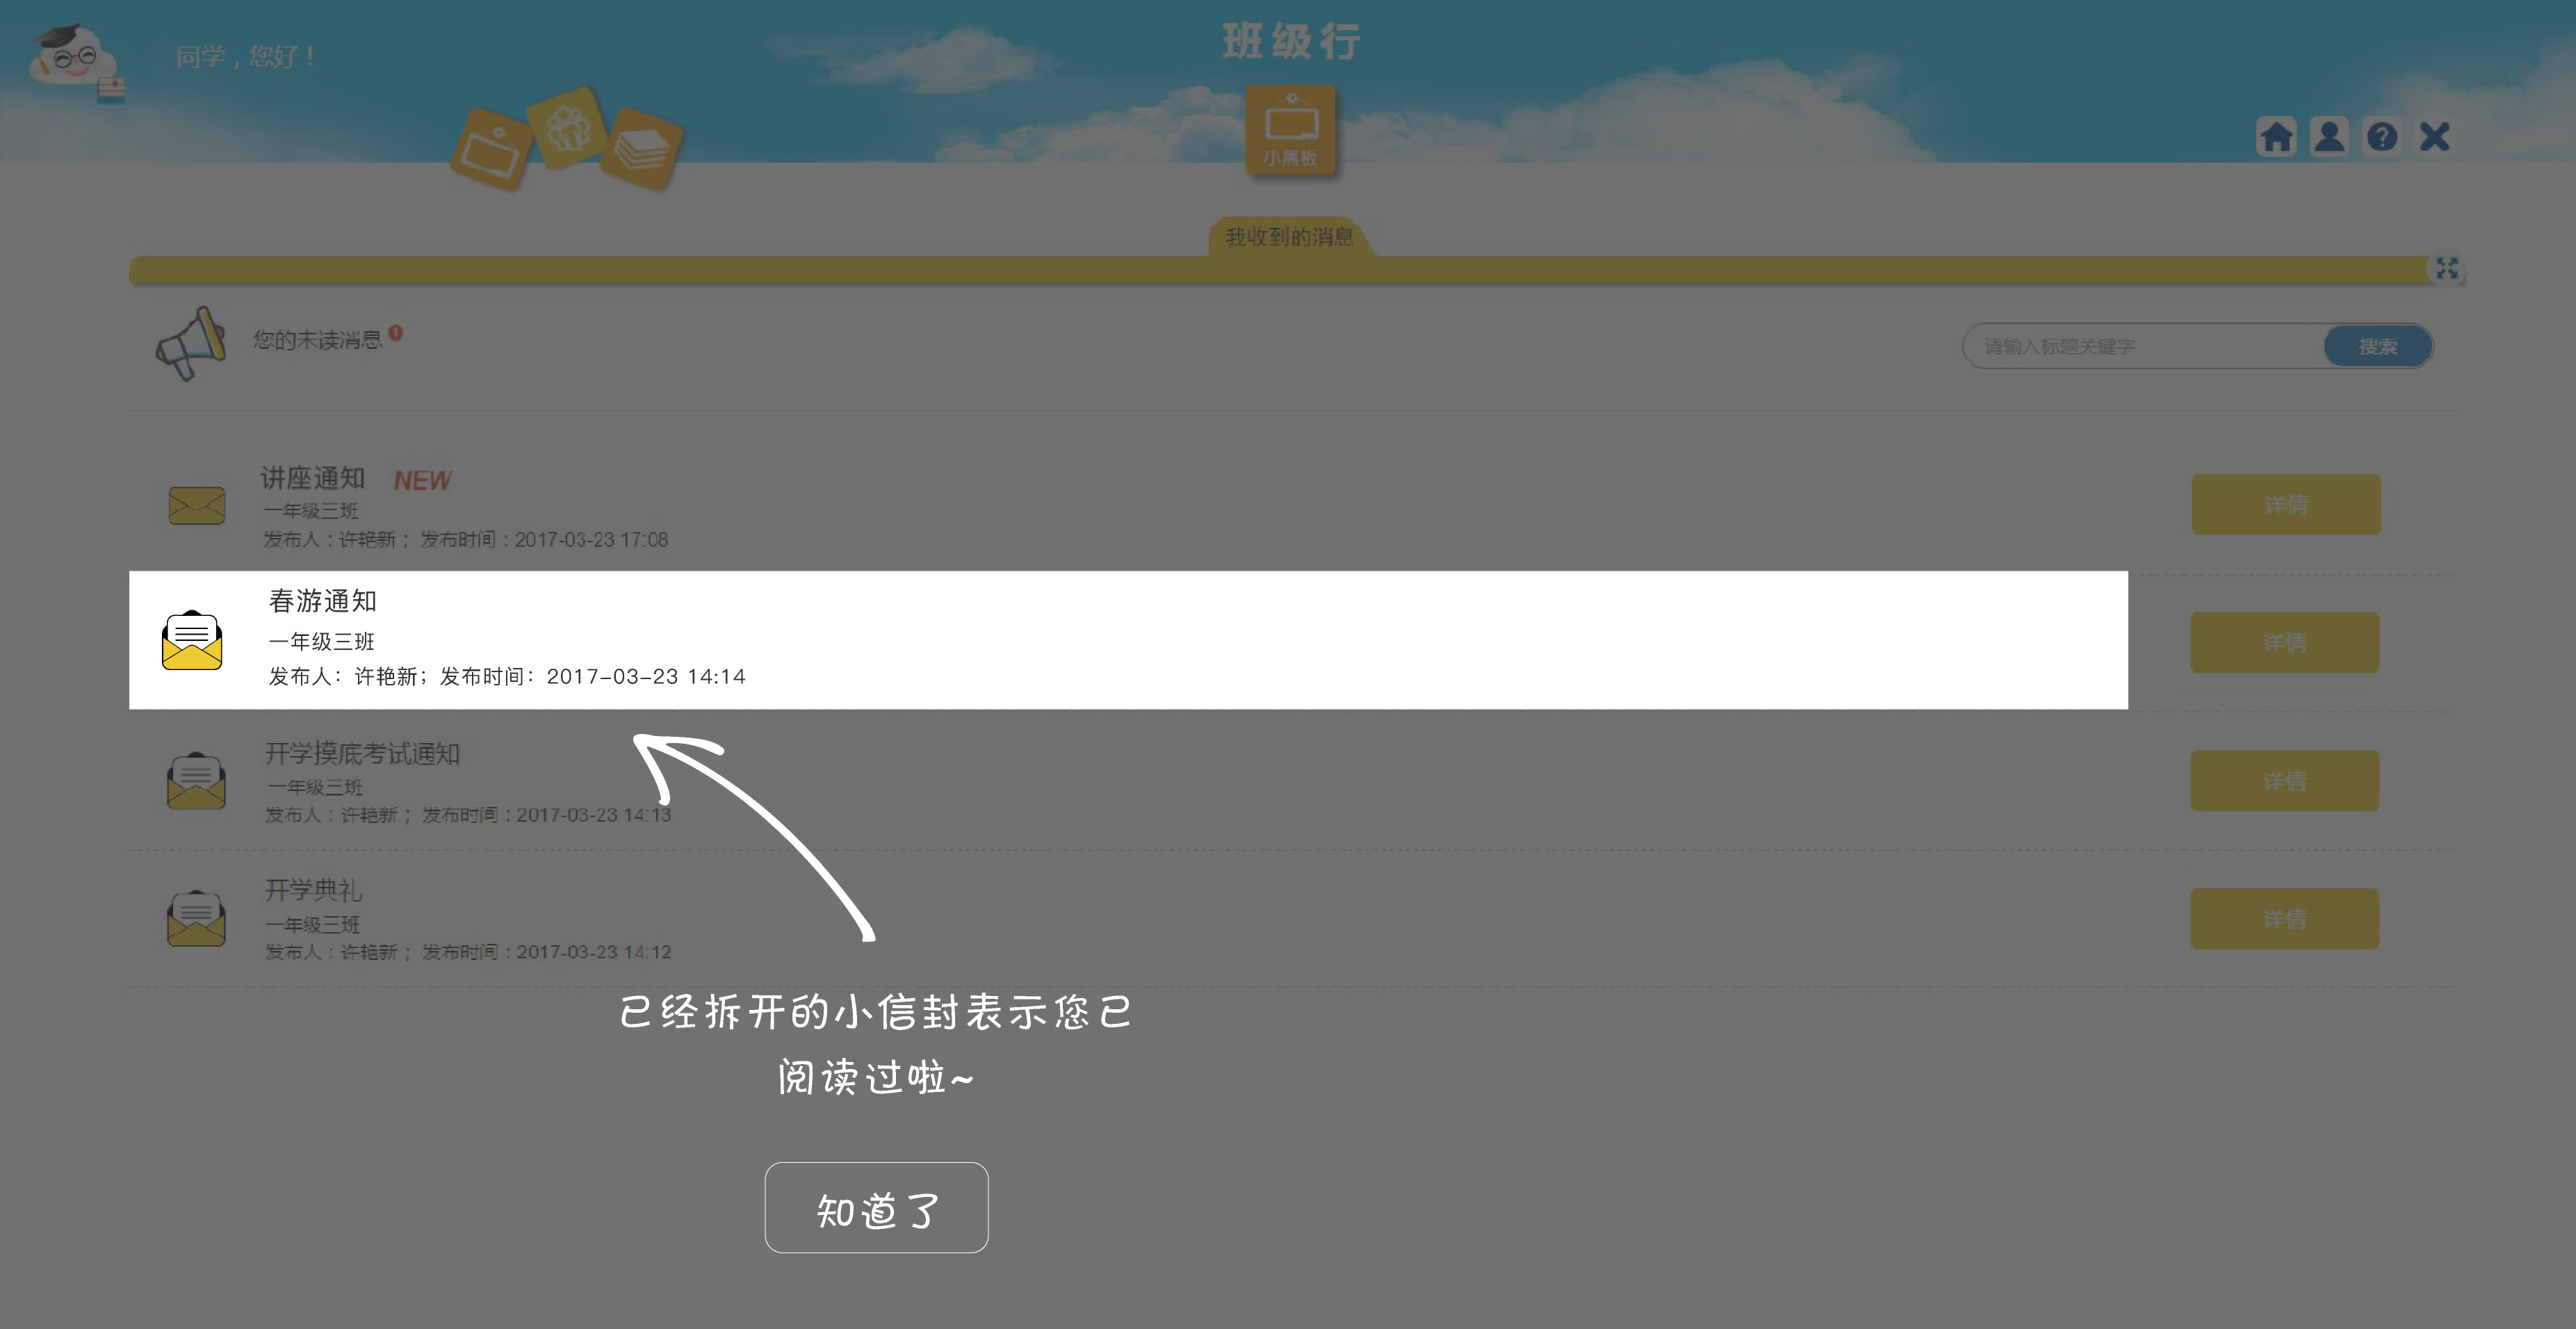 同学，您好！
班级行
小黑板
我收到的消息
您的未读消息 1
请输入标题关键字
搜索
讲座通知 NEW
一年级三班
发布人：许艳新； 发布时间：2017-03-23 17:08
详情
春游通知
一年级三班
发布人：许艳新；发布时间：2017-03-23 14:14
详情
开学摸底考试通知
一年级三班
发布人：许艳新； 发布时间：2017-03-23 14:13
详情
开学典礼
一年级三班
发布人：许艳新； 发布时间：2017-03-23 14:12
详情
已经拆开的小信封表示您已
阅读过啦~
知道了